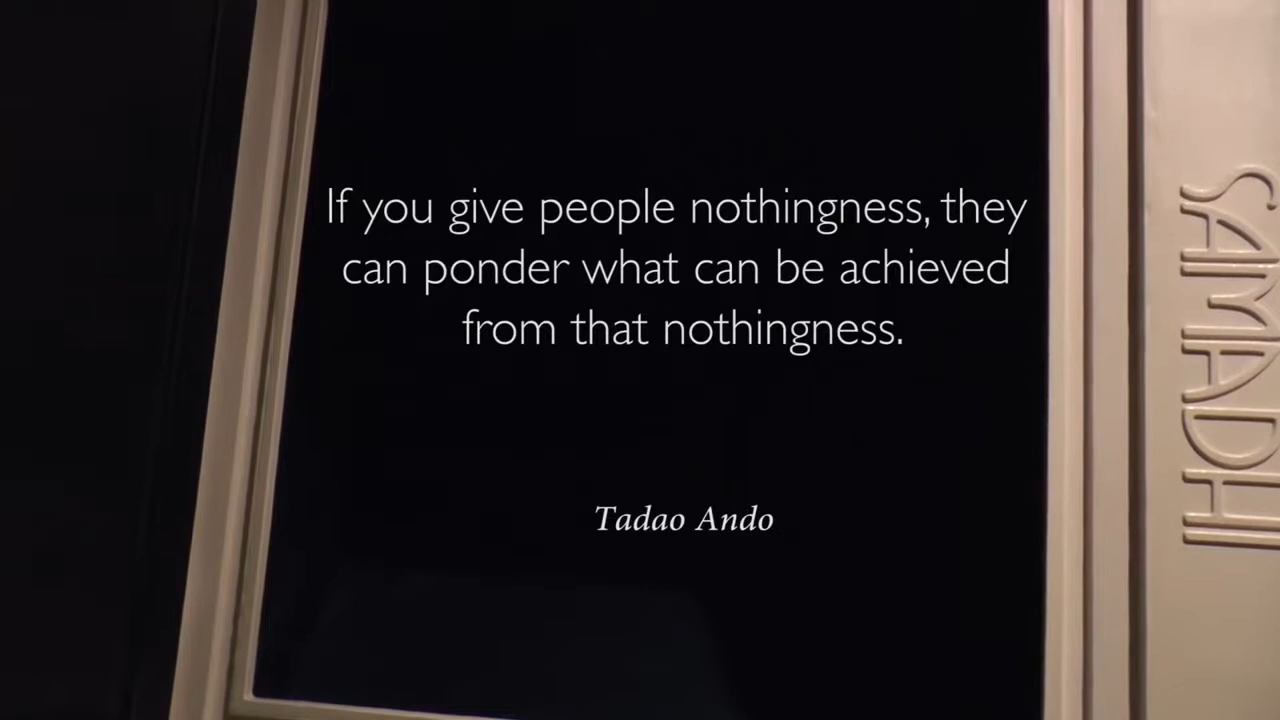 If you give people nothingness, they
can ponder what can be achieved
from that nothingness.
Tadao Ando
SAMADHI